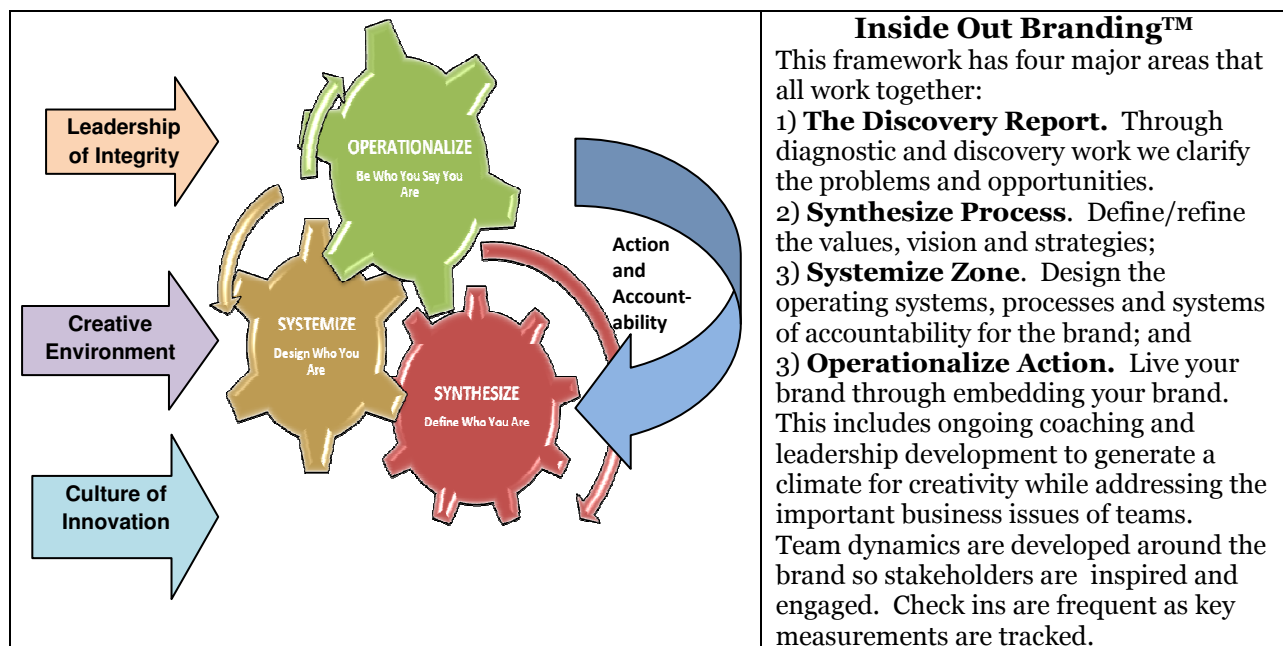 Leadership
of Integrity
Creative
Environment
Culture of
Innovation
OPERATIONALIZE
Be Who You Say You
Are
SYSTEMIZE
Design Who You
Are
SYNTHESIZE
Define Who You Are
Action
and
Account-
ability
Inside Out Branding™
This framework has four major areas that
all work together:
1) The Discovery Report.  Through
diagnostic and discovery work we clarify
the problems and opportunities.
2) Synthesize Process.  Define/refine
the values, vision and strategies;
3) Systemize Zone.  Design the
operating systems, processes and systems
of accountability for the brand; and
3) Operationalize Action.  Live your
brand through embedding your brand.
This includes ongoing coaching and
leadership development to generate a
climate for creativity while addressing the
important business issues of teams.
Team dynamics are developed around the
brand so stakeholders are  inspired and
engaged.  Check ins are frequent as key
measurements are tracked.